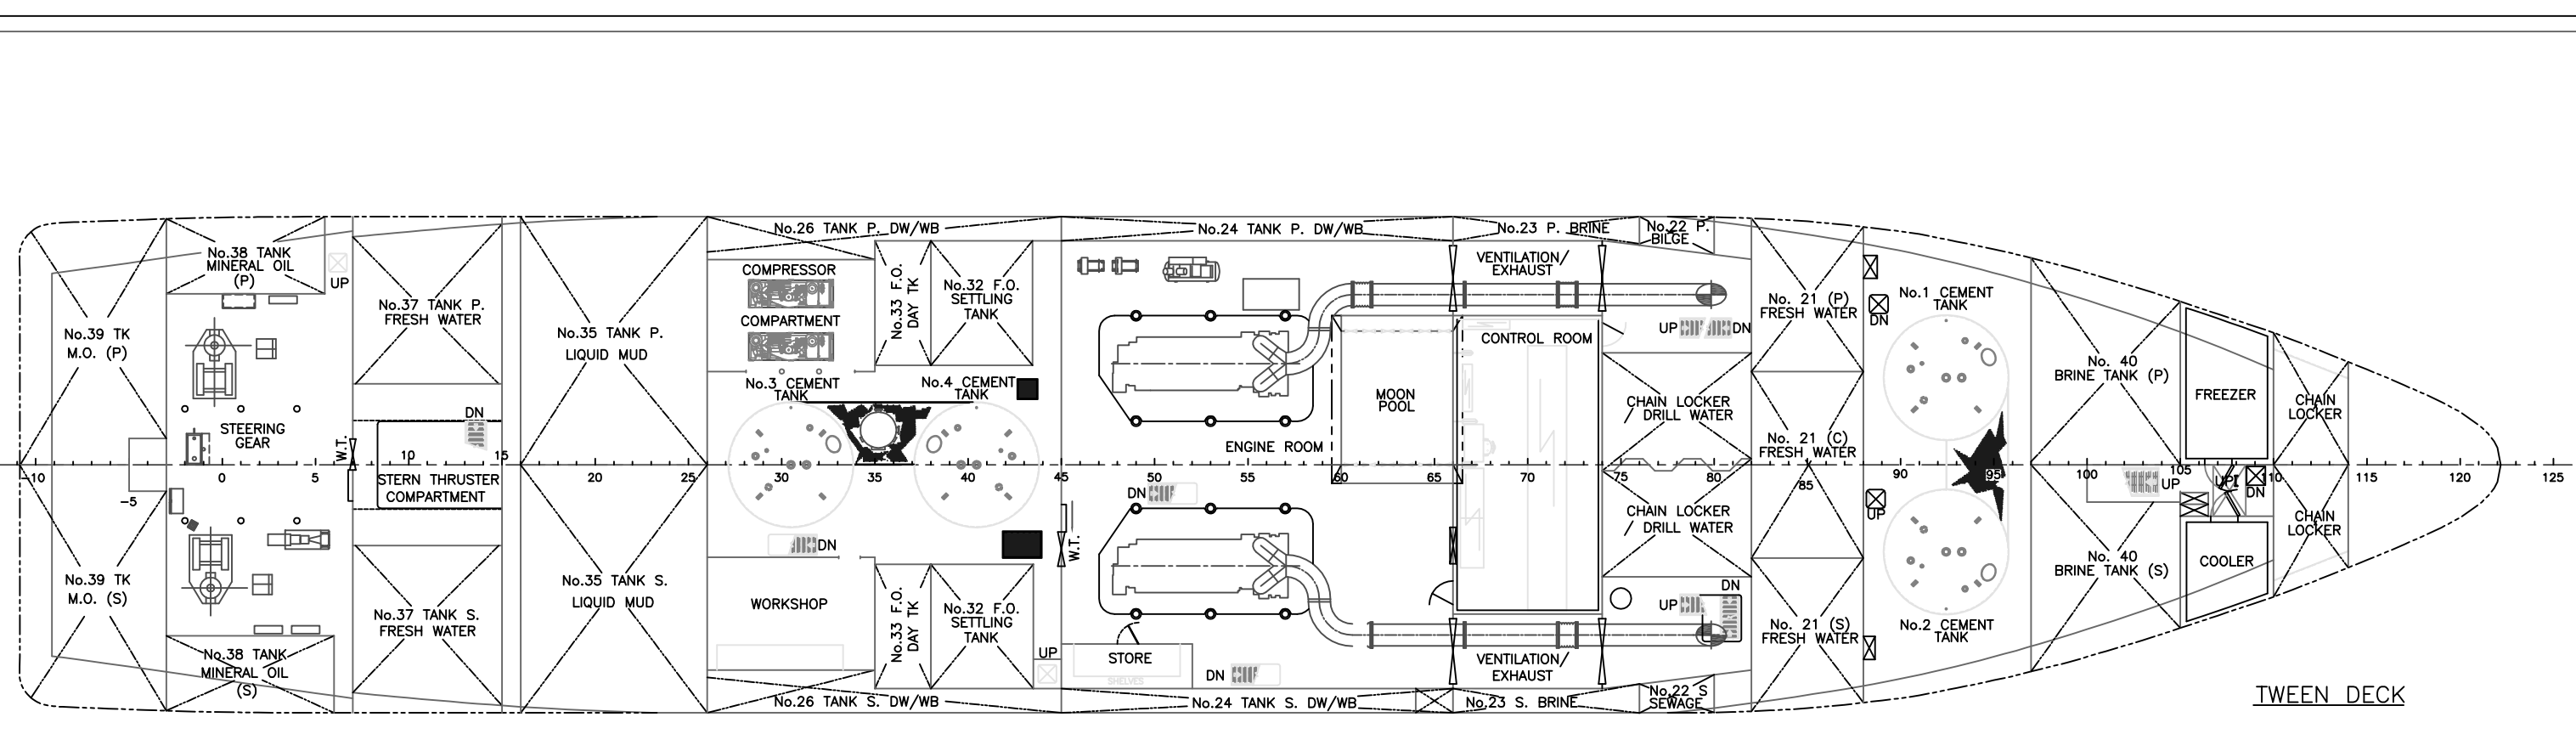 No.39 TK
M.O. (P)
No.39 TK
M.O. (S)
-10
-5
0
5
10
15
20
25
30
35
40
45
50
55
60
65
70
75
80
85
90
95
100
105
110
115
120
125
No.38 TANK
MINERAL OIL
(P)
UP
STEERING
GEAR
No.38 TANK
MINERAL OIL
(S)
W.T.
No.37 TANK P.
FRESH WATER
DN
STERN THRUSTER
COMPARTMENT
No.37 TANK S.
FRESH WATER
No.35 TANK P.
LIQUID MUD
No.35 TANK S.
LIQUID MUD
No.26 TANK P. DW/WB
COMPRESSOR
COMPARTMENT
No.33 F.O.
DAY TK
No.32 F.O.
SETTLING
TANK
No.3 CEMENT
TANK
No.4 CEMENT
TANK
DN
WORKSHOP
No.33 F.O.
DAY TK
No.32 F.O.
SETTLING
TANK
No.26 TANK S. DW/WB
UP
W.T.
No.24 TANK P. DW/WB
ENGINE ROOM
DN
STORE
SHELVES
DN
No.24 TANK S. DW/WB
MOON
POOL
No.23 P. BRINE
VENTILATION/
EXHAUST
CONTROL ROOM
VENTILATION/
EXHAUST
No.23 S. BRINE
No.22 P.
BILGE
UP
DN
CHAIN LOCKER
/ DRILL WATER
CHAIN LOCKER
/ DRILL WATER
DN
UP
No.22 S
SEWAGE
No. 21 (P)
FRESH WATER
No. 21 (C)
FRESH WATER
No. 21 (S)
FRESH WATER
DN
UP
No.1 CEMENT
TANK
No.2 CEMENT
TANK
No. 40
BRINE TANK (P)
UP
No. 40
BRINE TANK (S)
FREEZER
UP
DN
COOLER
CHAIN
LOCKER
CHAIN
LOCKER
TWEEN DECK